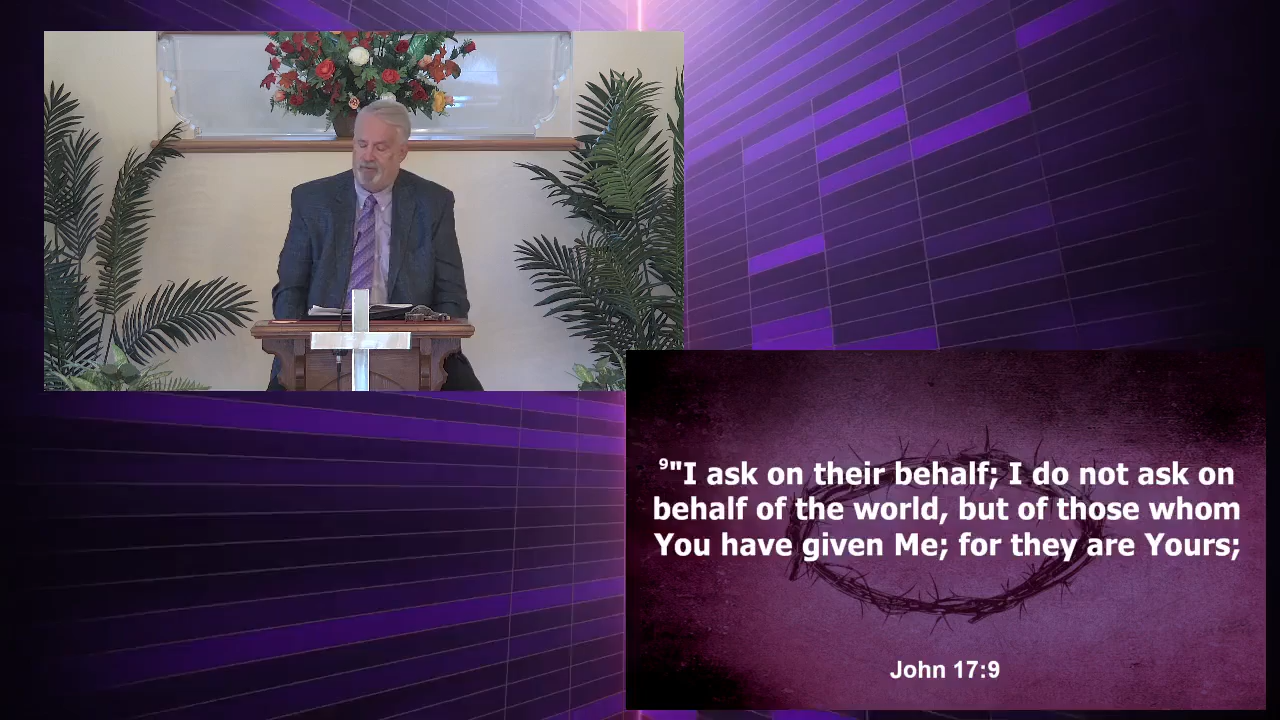 ⁹"I ask on their behalf; I do not ask on
behalf of the world, but of those whom
You have given Me; for they are Yours;
John 17:9